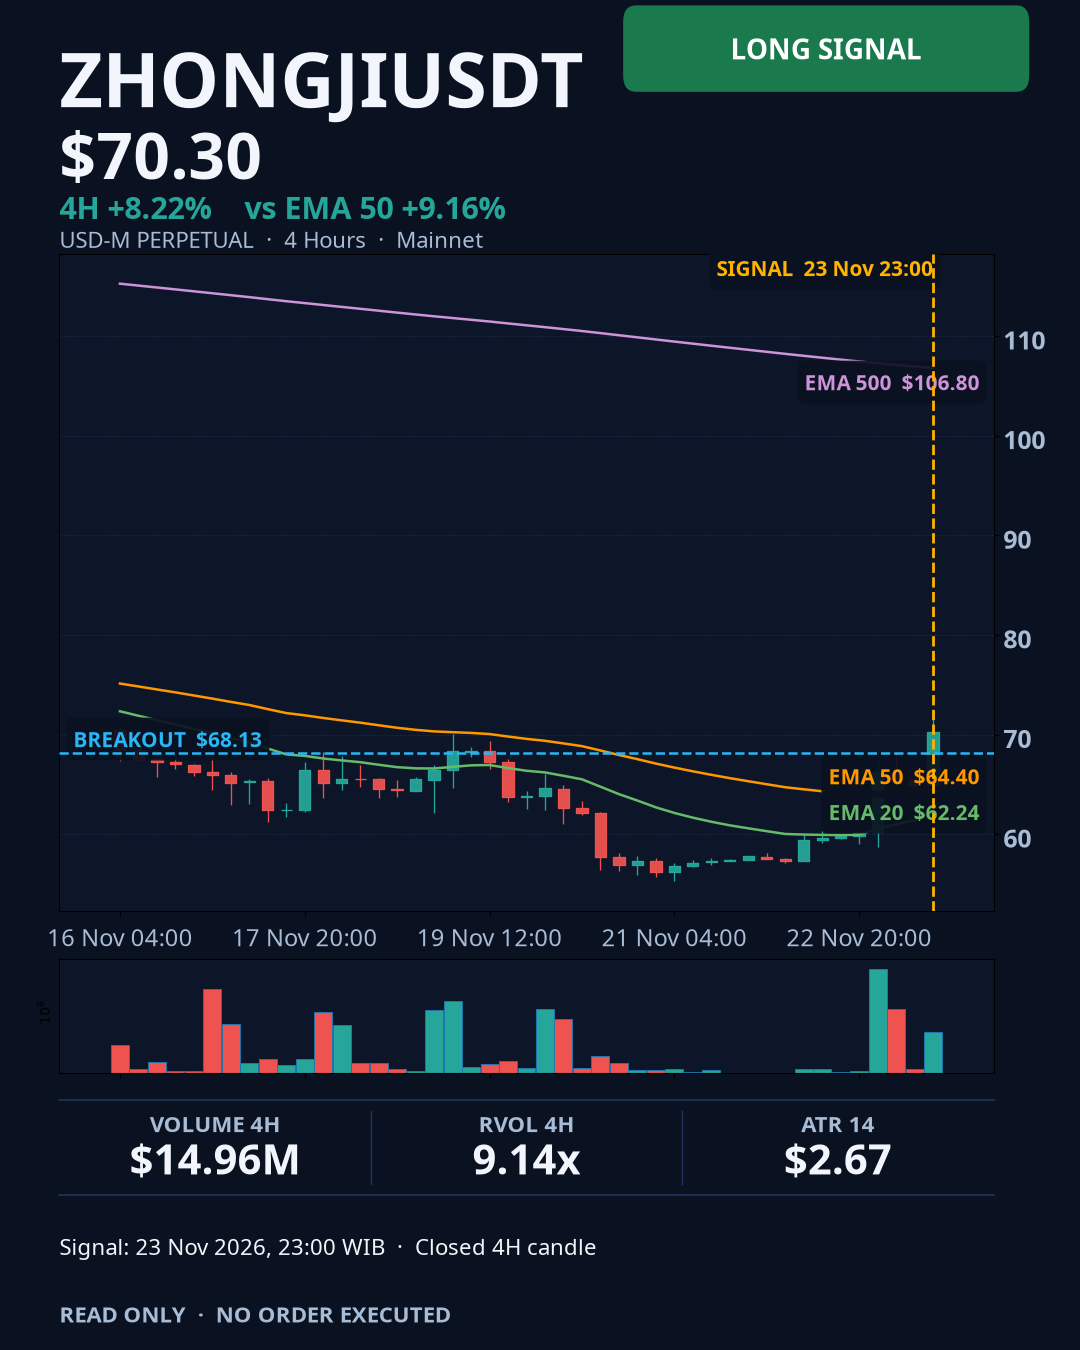 LONG SIGNAL
ZHONGJIUSDT
$70.30
4H +8.22% vs EMA 50 +9.16%
USD-M PERPETUAL · 4 Hours · Mainnet
SIGNAL 23 Nov 23:00
110
EMA 500 $106.80
100
90
80
70
BREAKOUT $68.13
EMA 50 $64.40
EMA 20 $62.24
60
16 Nov 04:00
17 Nov 20:00
19 Nov 12:00
21 Nov 04:00
22 Nov 20:00
10⁶
VOLUME 4H
$14.96M
RVOL 4H
9.14x
ATR 14
$2.67
Signal: 23 Nov 2026, 23:00 WIB · Closed 4H candle
READ ONLY · NO ORDER EXECUTED